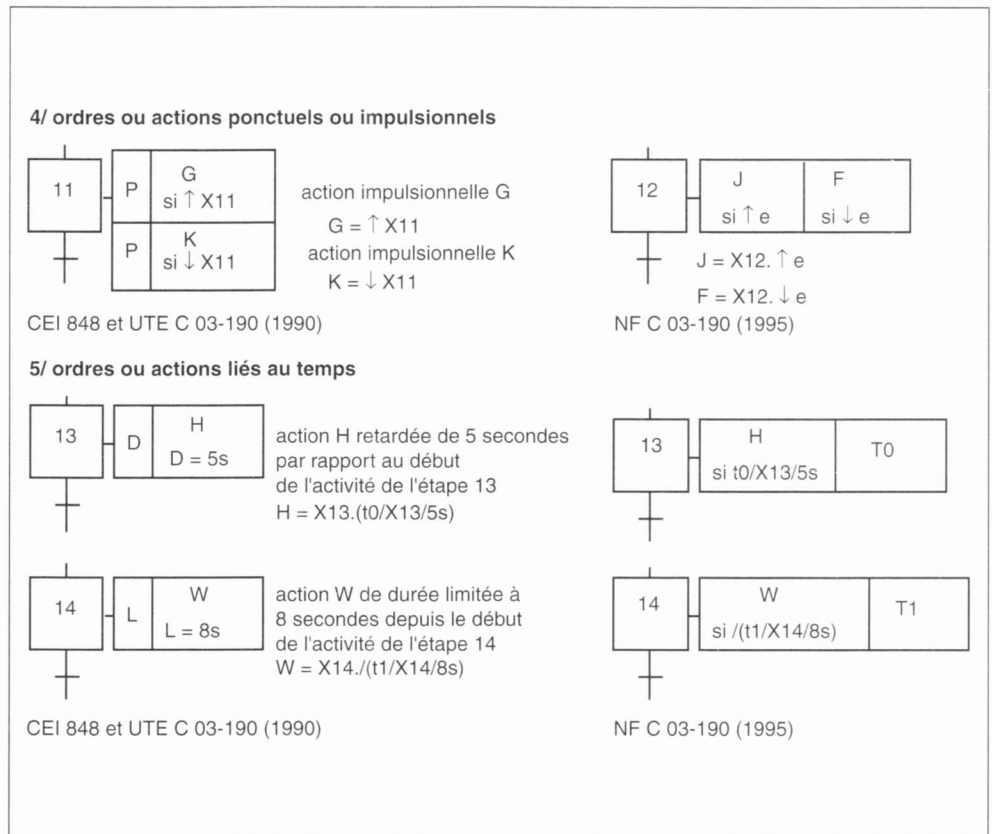 4/ ordres ou actions ponctuels ou impulsionnels
11
P
G
si ↑ X11
P
K
si ↓ X11
action impulsionnelle G
G = ↑ X11
action impulsionnelle K
K = ↓ X11
12
J
si ↑ e
F
si ↓ e
J = X12. ↑ e
F = X12. ↓ e
CEI 848 et UTE C 03-190 (1990)
NF C 03-190 (1995)
5/ ordres ou actions liés au temps
13
D
H
D = 5s
action H retardée de 5 secondes
par rapport au début
de l'activité de l'étape 13
H = X13.(t0/X13/5s)
13
H
si t0/X13/5s
T0
14
L
W
L = 8s
action W de durée limitée à
8 secondes depuis le début
de l'activité de l'étape 14
W = X14./(t1/X14/8s)
14
W
si /(t1/X14/8s)
T1
CEI 848 et UTE C 03-190 (1990)
NF C 03-190 (1995)